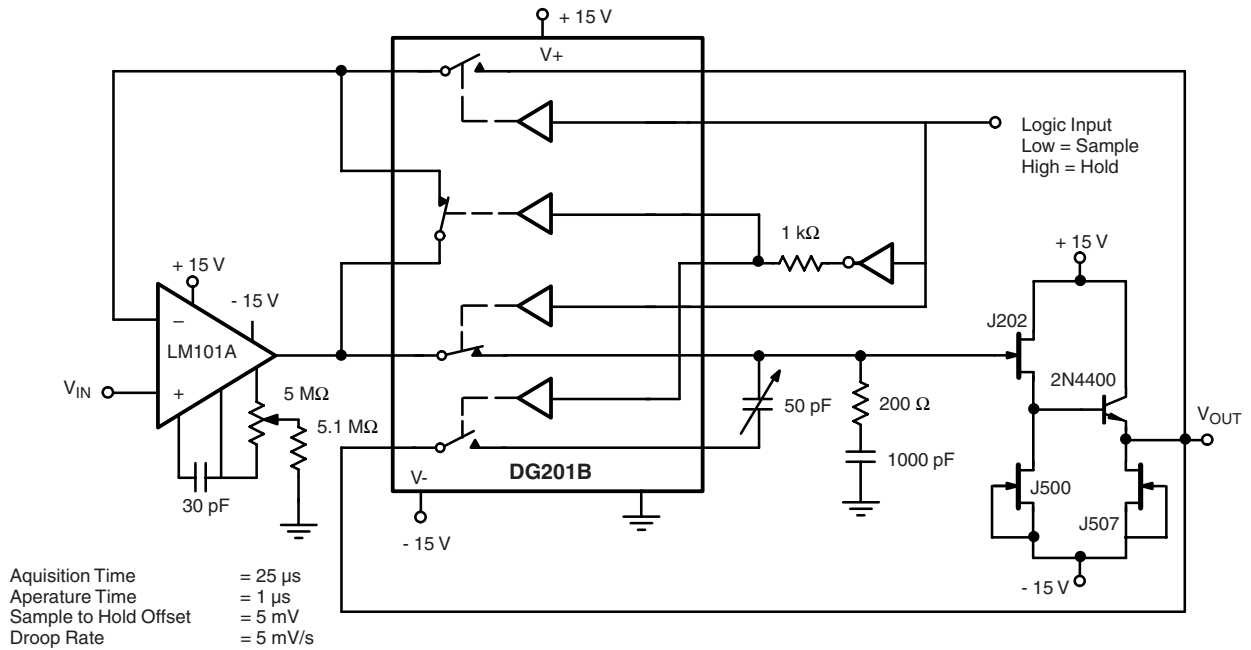 + 15 V
V+
Logic Input
Low = Sample
High = Hold
1 kΩ
+ 15 V
+ 15 V
- 15 V
J202
LM101A
−
+
V_IN
2N4400
5 MΩ
50 pF
200 Ω
V_OUT
5.1 MΩ
1000 pF
DG201B
V-
J500
30 pF
J507
- 15 V
- 15 V
Aquisition Time = 25 μs
Aperature Time = 1 μs
Sample to Hold Offset = 5 mV
Droop Rate = 5 mV/s